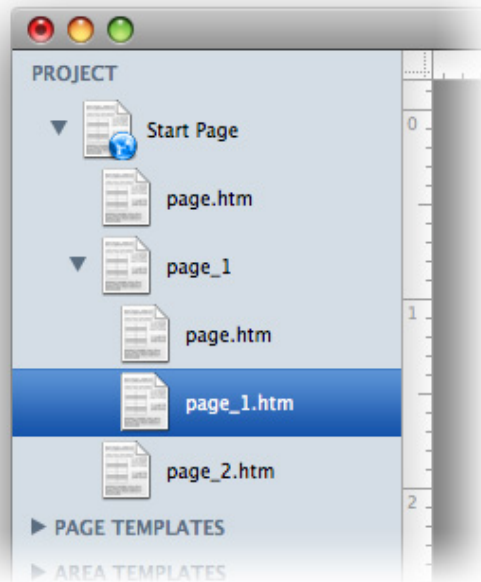 PROJECT
Start Page
page.htm
page_1
page.htm
page_1.htm
page_2.htm
PAGE TEMPLATES
AREA TEMPLATES
0
1
2